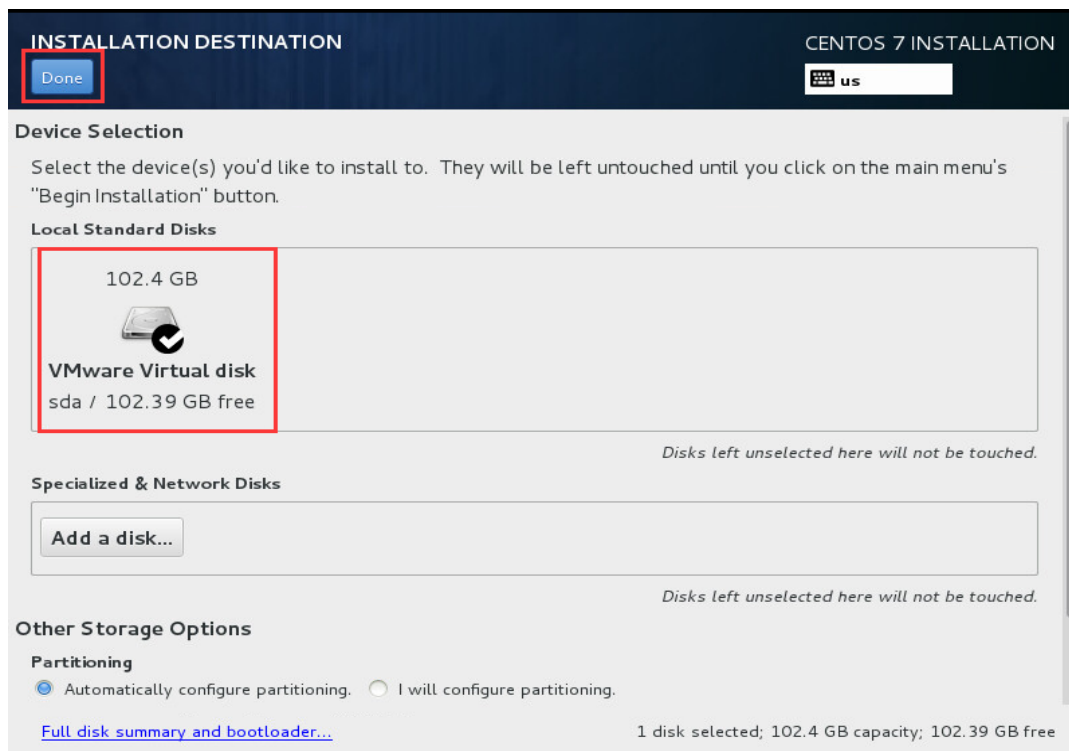 INSTALLATION DESTINATION
CENTOS 7 INSTALLATION
Done
us
Device Selection
Select the device(s) you'd like to install to.  They will be left untouched until you click on the main menu's
"Begin Installation" button.
Local Standard Disks
102.4 GB
VMware Virtual disk
sda / 102.39 GB free
Disks left unselected here will not be touched.
Specialized & Network Disks
Add a disk...
Disks left unselected here will not be touched.
Other Storage Options
Partitioning
Automatically configure partitioning. I will configure partitioning.
Full disk summary and bootloader...
1 disk selected; 102.4 GB capacity; 102.39 GB free